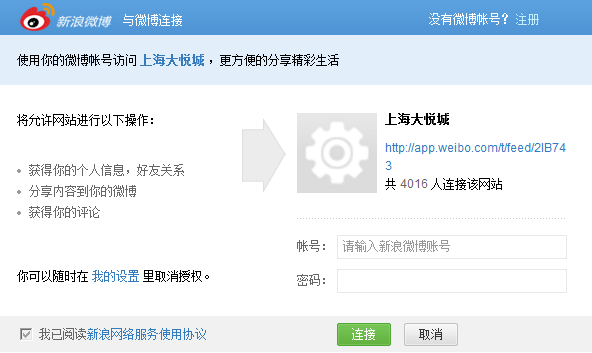 新浪微博 与微博连接 没有微博帐号？ 注册
使用你的微博帐号访问 上海大悦城 ，更方便的分享精彩生活
将允许网站进行以下操作：
获得你的个人信息，好友关系
分享内容到你的微博
获得你的评论
你可以随时在 我的设置 里取消授权。
上海大悦城
http://app.weibo.com/t/feed/2IB74
3
共 4016 人连接该网站
帐号： 请输入新浪微博账号
密码：
我已阅读新浪网络服务使用协议
连接 取消